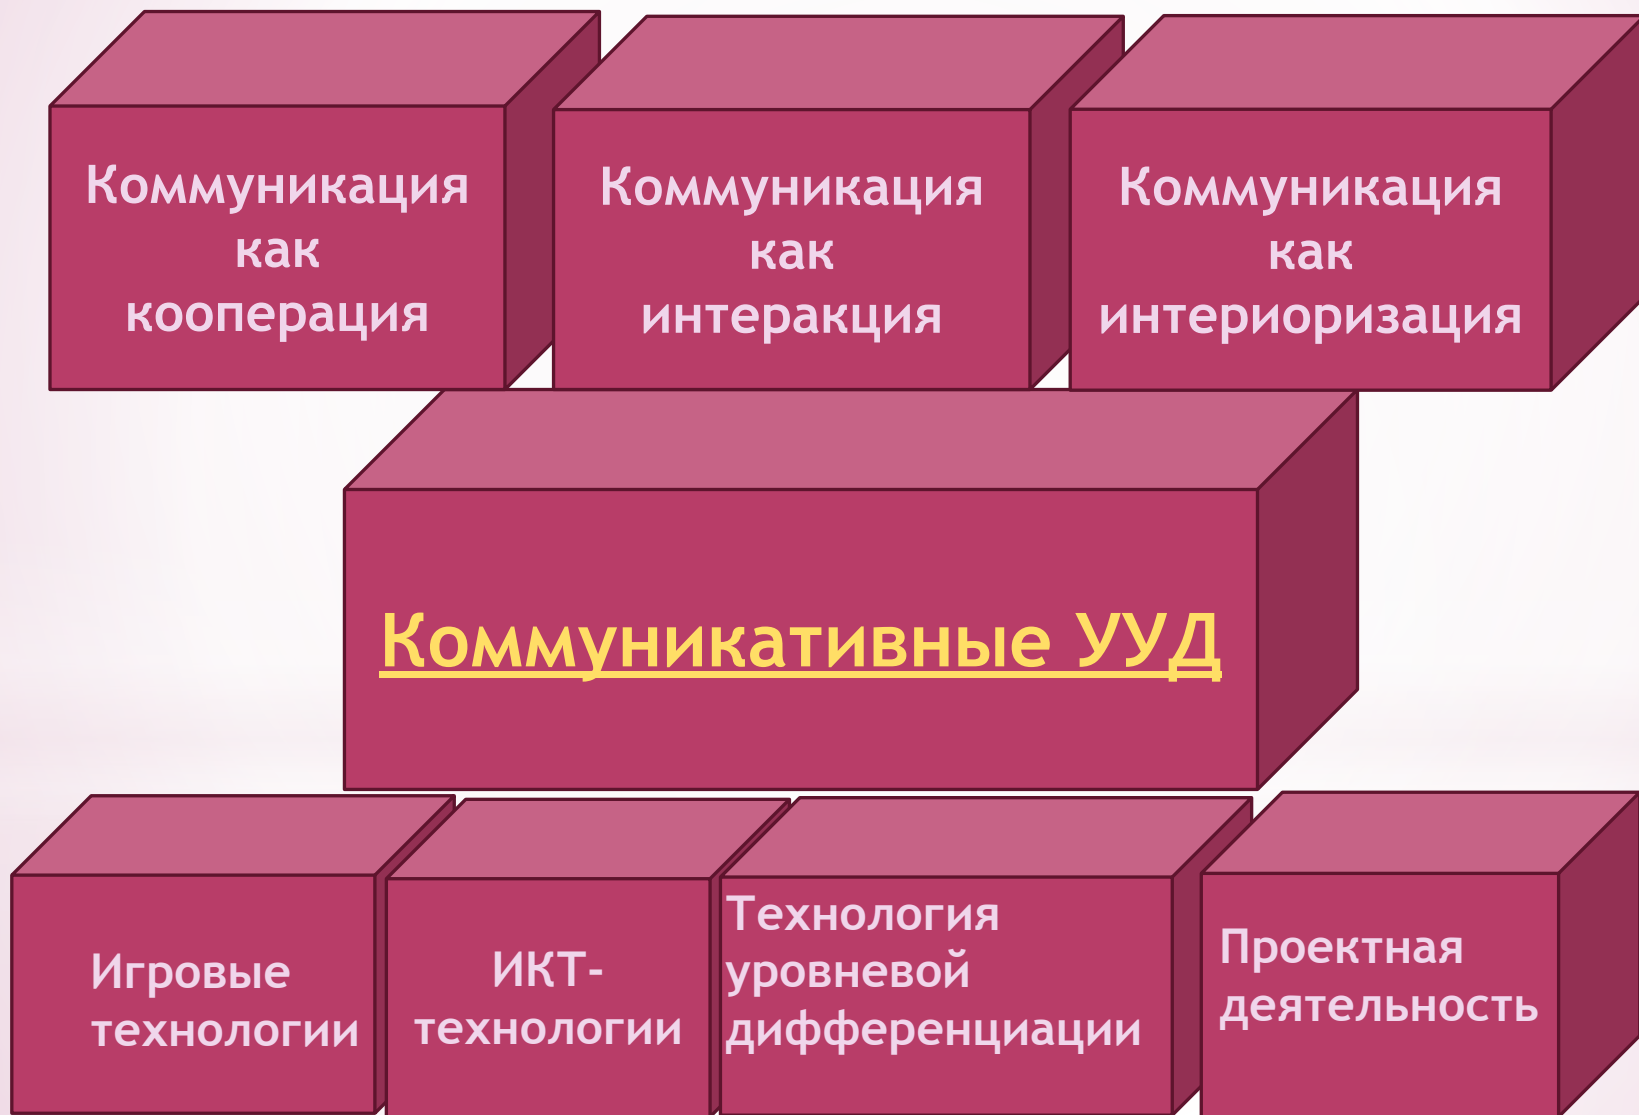 Коммуникация
как
кооперация
Коммуникация
как
интеракция
Коммуникация
как
интериоризация
Коммуникативные УУД
Игровые
технологии
ИКТ-
технологии
Технология
уровневой
дифференциации
Проектная
деятельность